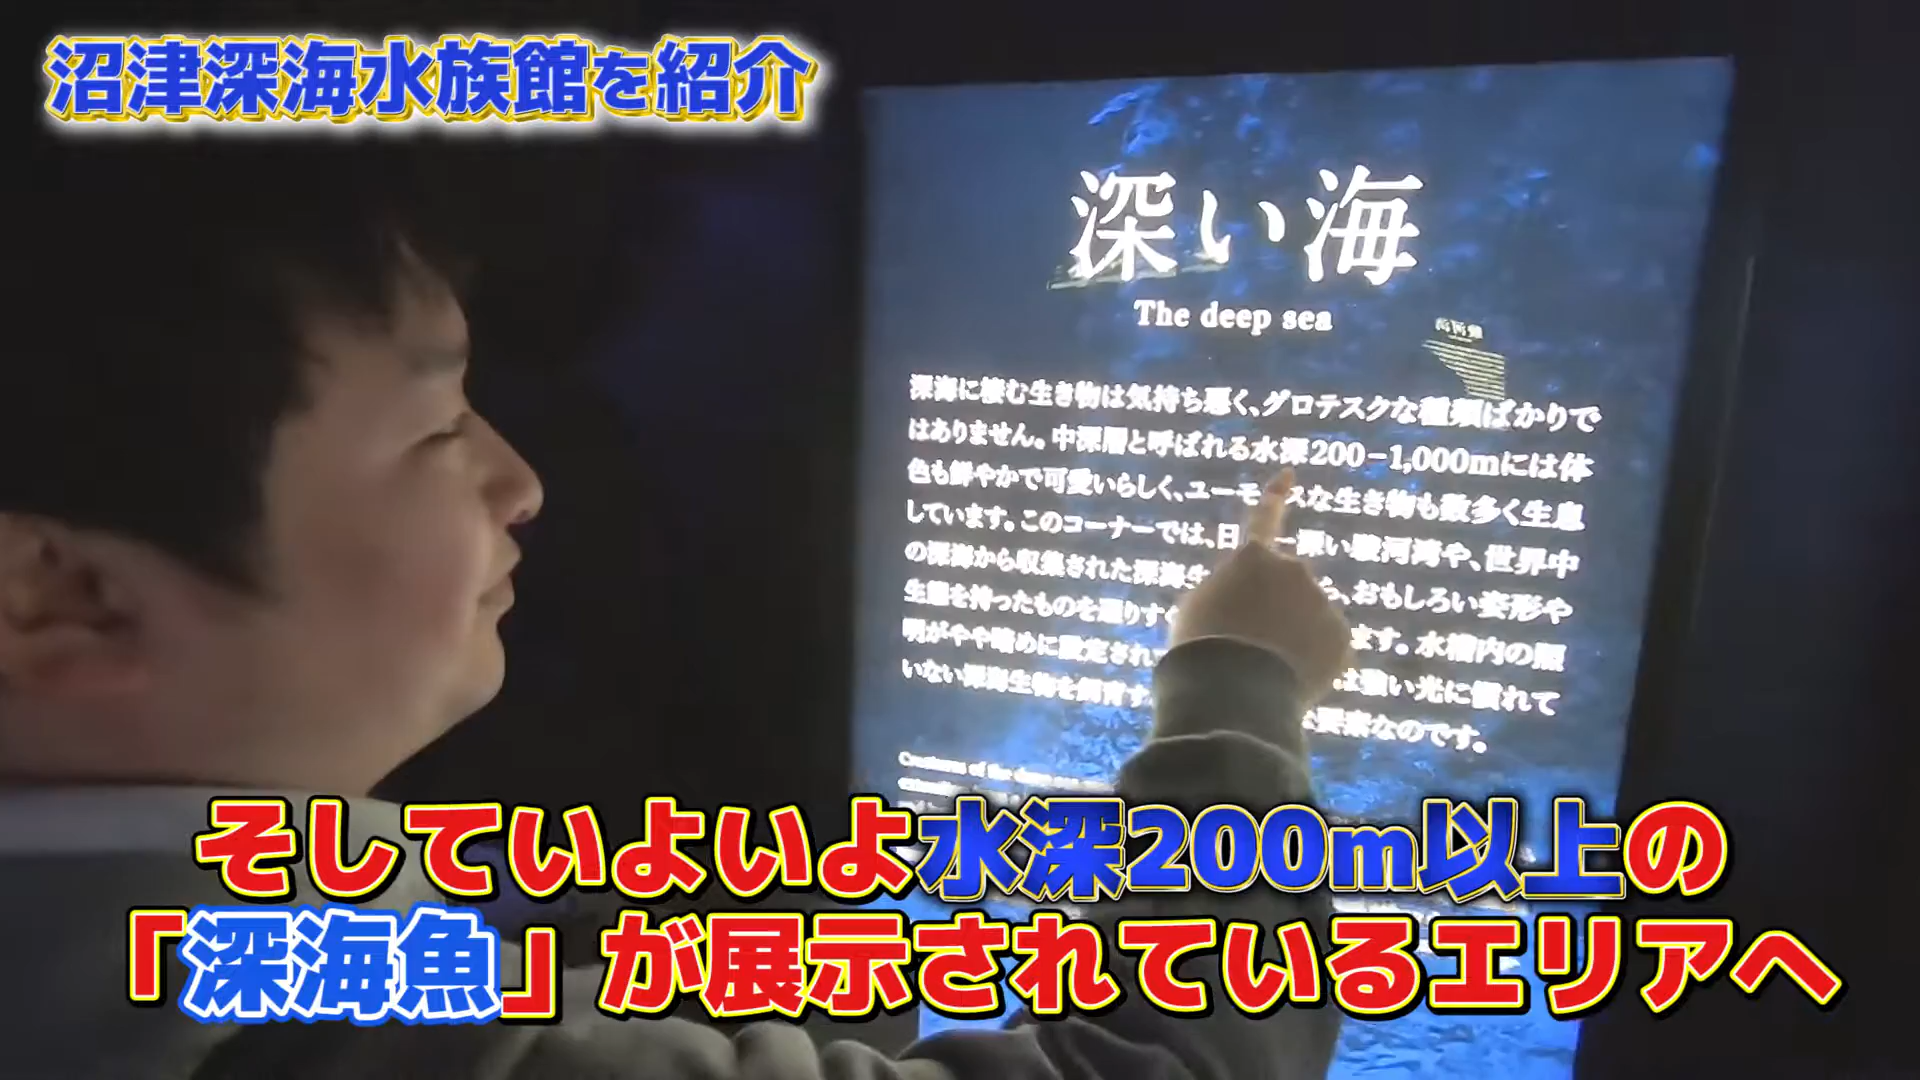 沼津深海水族館を紹介
深い海
The deep sea
深海に棲む生き物は気持ち悪く、グロテスクな種類ばかりで
はありません。中深層と呼ばれる水深200-1,000mには体
色も鮮やかで可愛いらしく、ユーモ スな生き物も数多く生息
しています。このコーナーでは、日 一深い駿河湾や、世界中
の深海から収集された深海生 ら、おもしろい姿形や
生態を持ったものを選りす ます。水槽内の照
明がやや暗めに設定され は強い光に慣れて
いない深海生物を飼育す 要素なのです。
Creatures of the deep sea
そしていよいよ水深200m以上の
「深海魚」が展示されているエリアへ